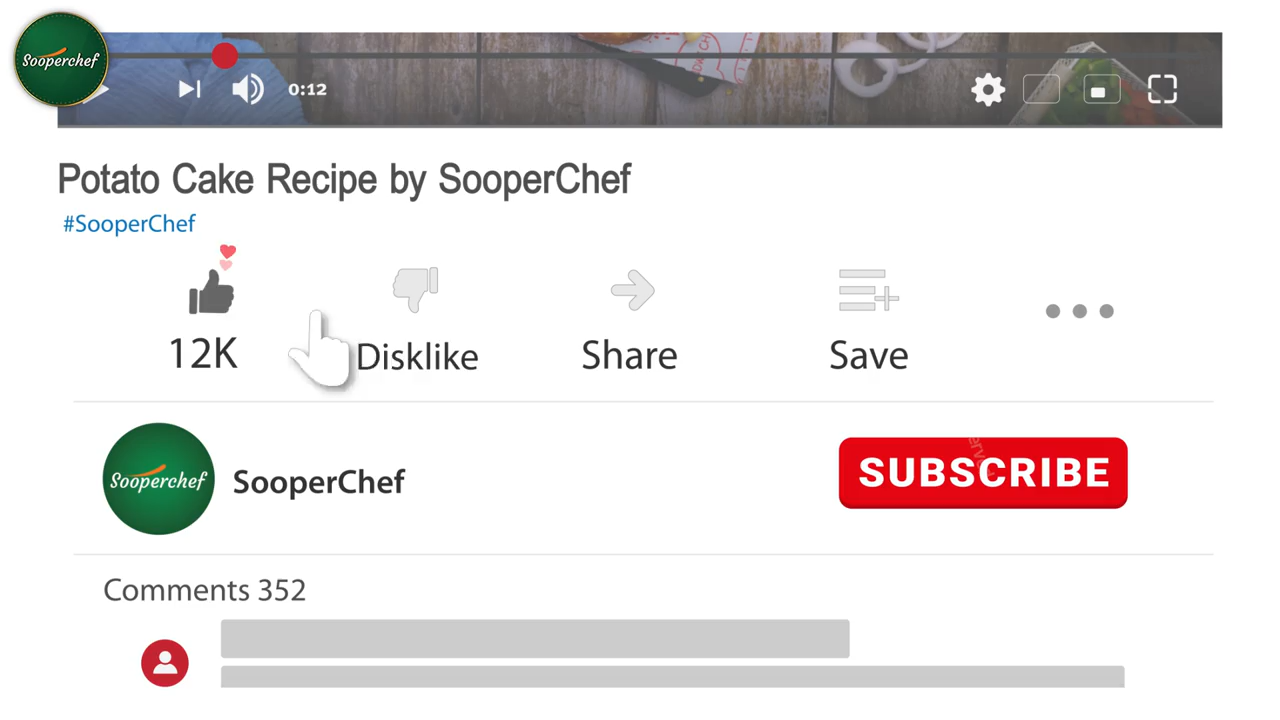 Sooperchef
0:12
Potato Cake Recipe by SooperChef
#SooperChef
12K
Disklike
Share
Save
Sooperchef
SooperChef
SUBSCRIBE
Comments 352